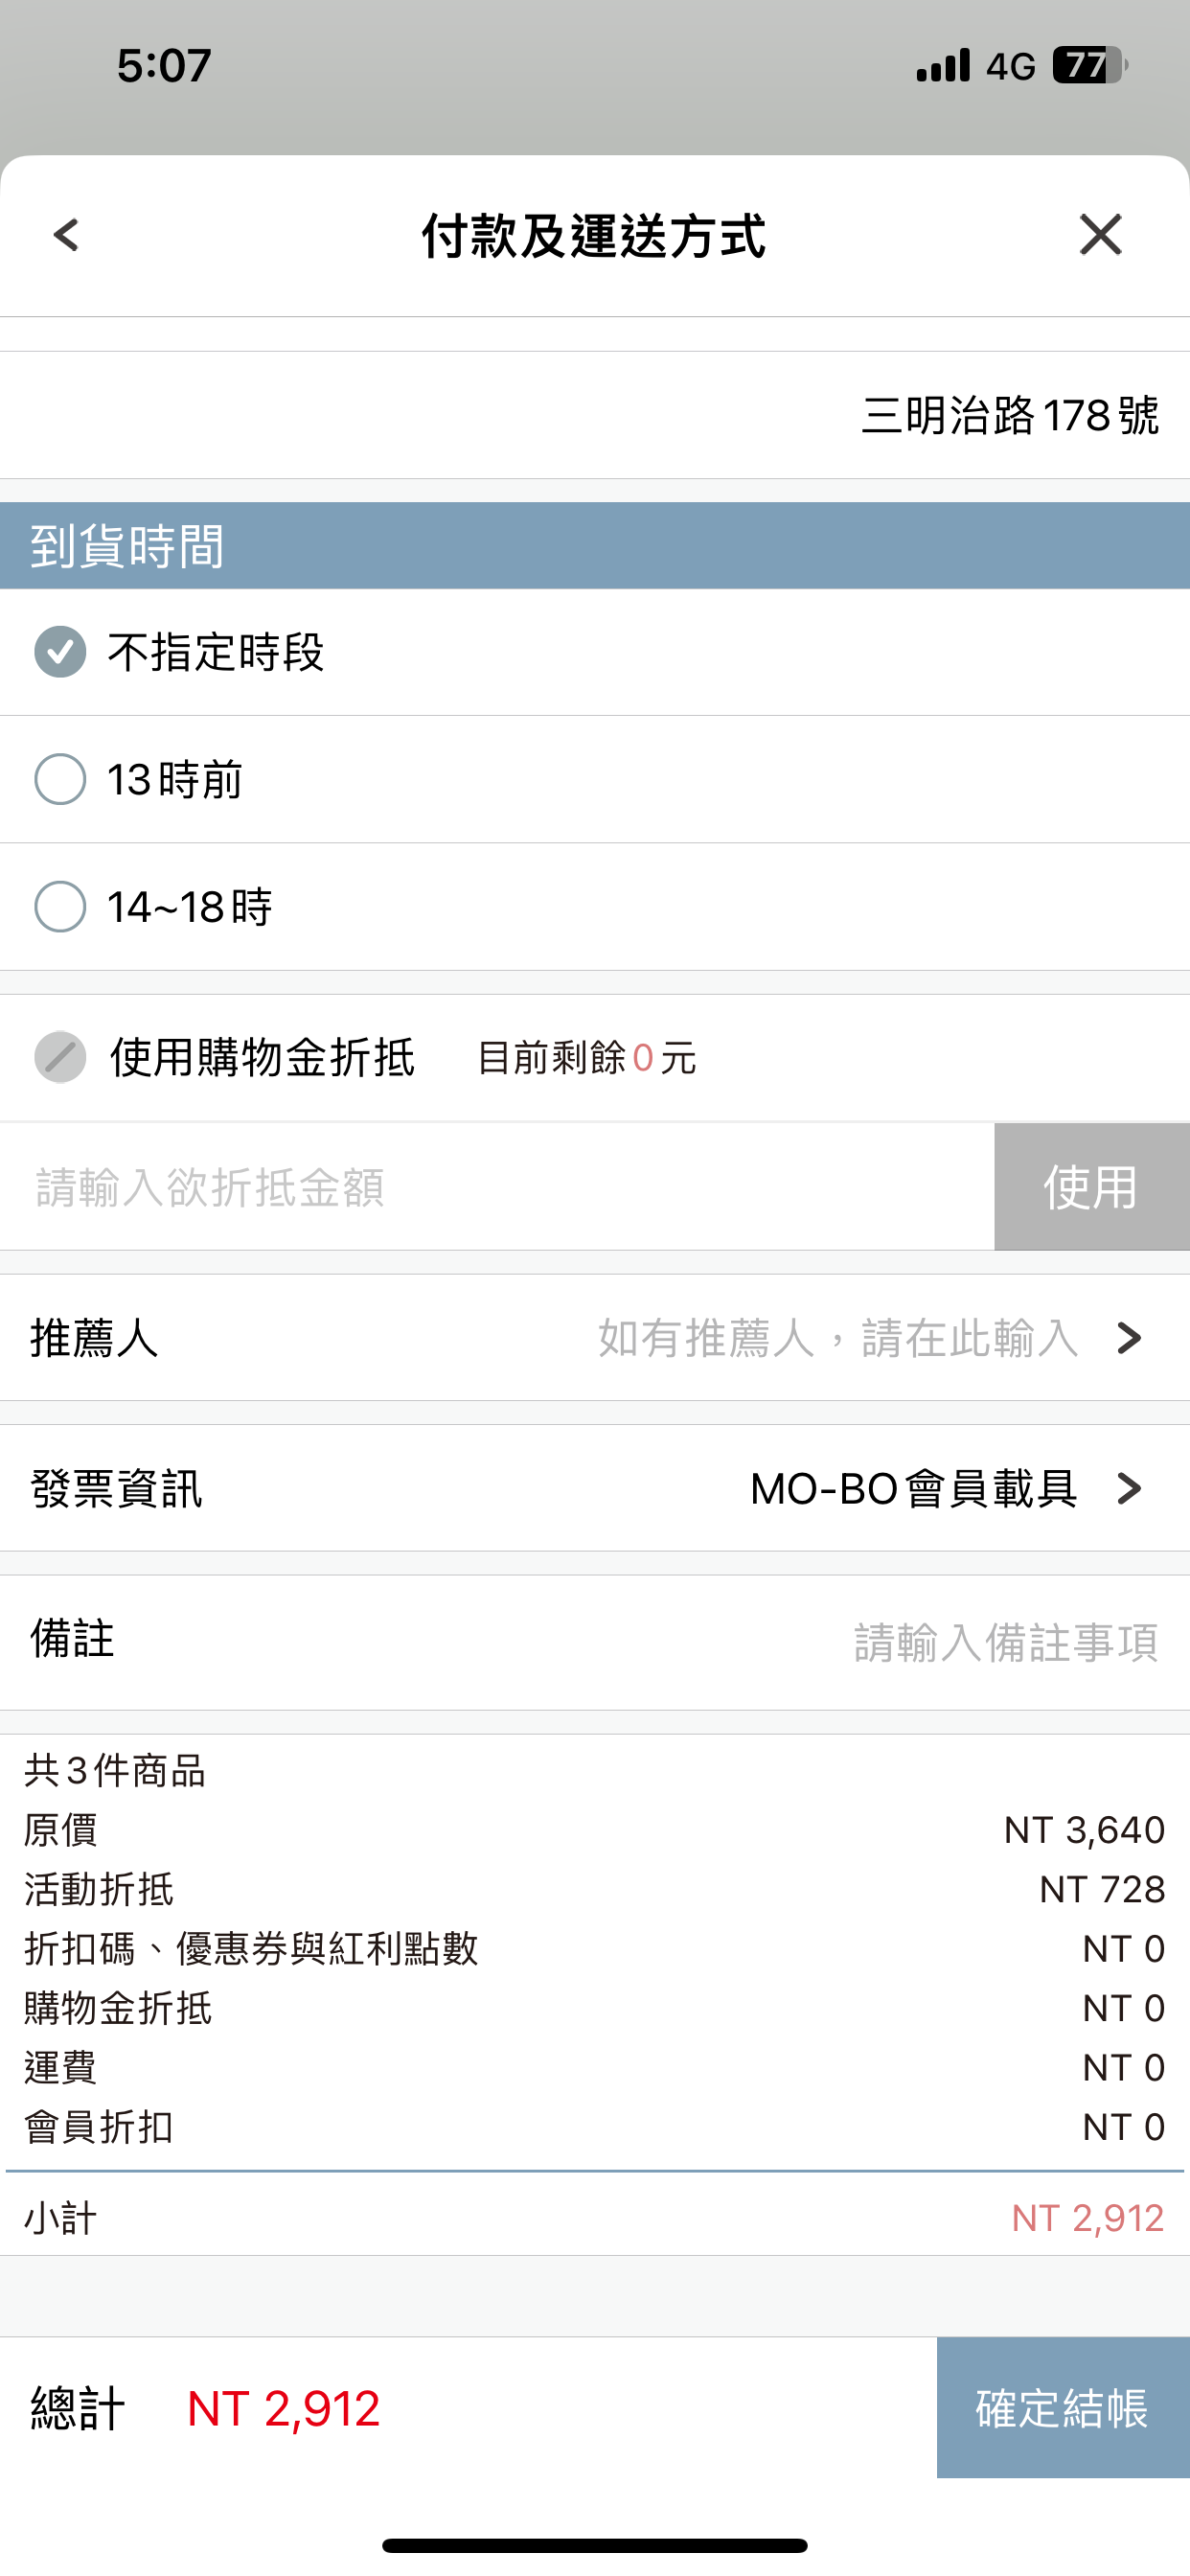 5:07 4G 77
付款及運送方式
三明治路178號
到貨時間
不指定時段
13時前
14~18時
使用購物金折抵 目前剩餘0元
請輸入欲折抵金額 使用
推薦人 如有推薦人，請在此輸入
發票資訊 MO-BO會員載具
備註 請輸入備註事項
共3件商品
原價 NT 3,640
活動折抵 NT 728
折扣碼、優惠券與紅利點數 NT 0
購物金折抵 NT 0
運費 NT 0
會員折扣 NT 0
小計 NT 2,912
總計 NT 2,912 確定結帳